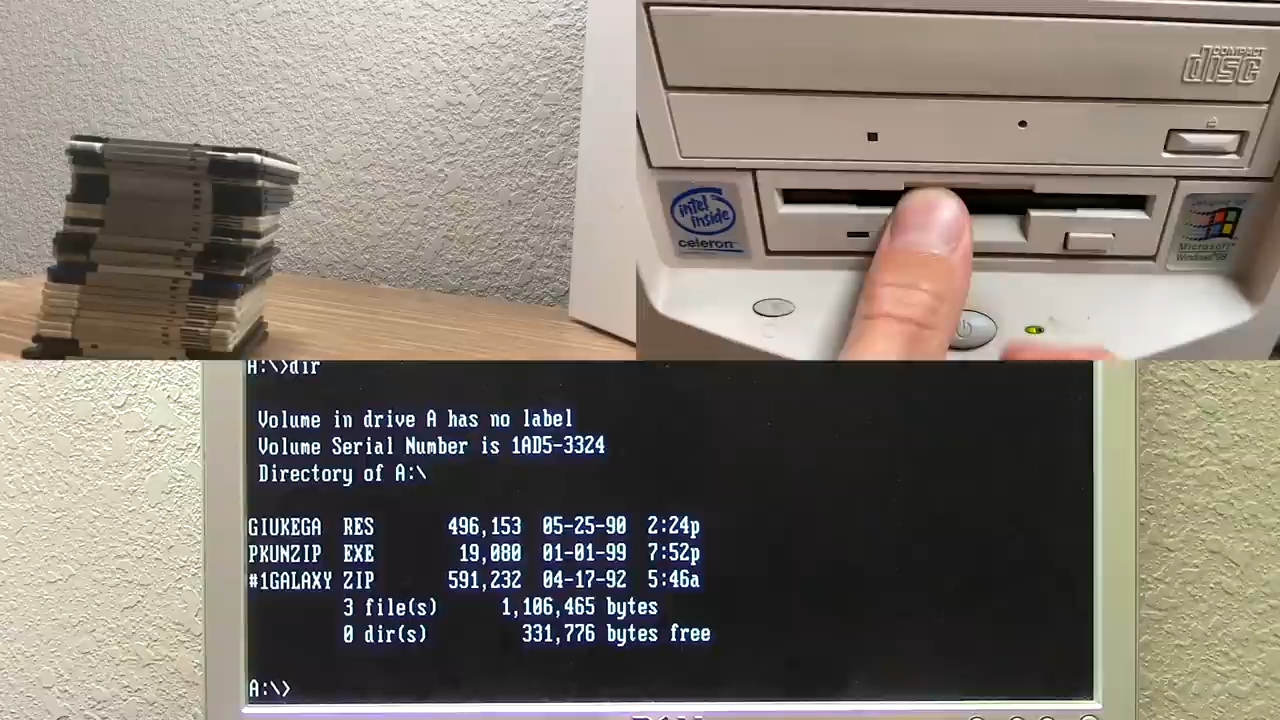 COMPACT
disc
intel
inside
celeron
Microsoft
Windows 98
A:\>dir
Volume in drive A has no label
Volume Serial Number is 1AD5-3324
Directory of A:\
GIUKEGA RES 496,153 05-25-90 2:24p
PKUNZIP EXE 19,080 01-01-99 7:52p
#1GALAXY ZIP 591,232 04-17-92 5:46a
3 file(s) 1,106,465 bytes
0 dir(s) 331,776 bytes free
A:\>